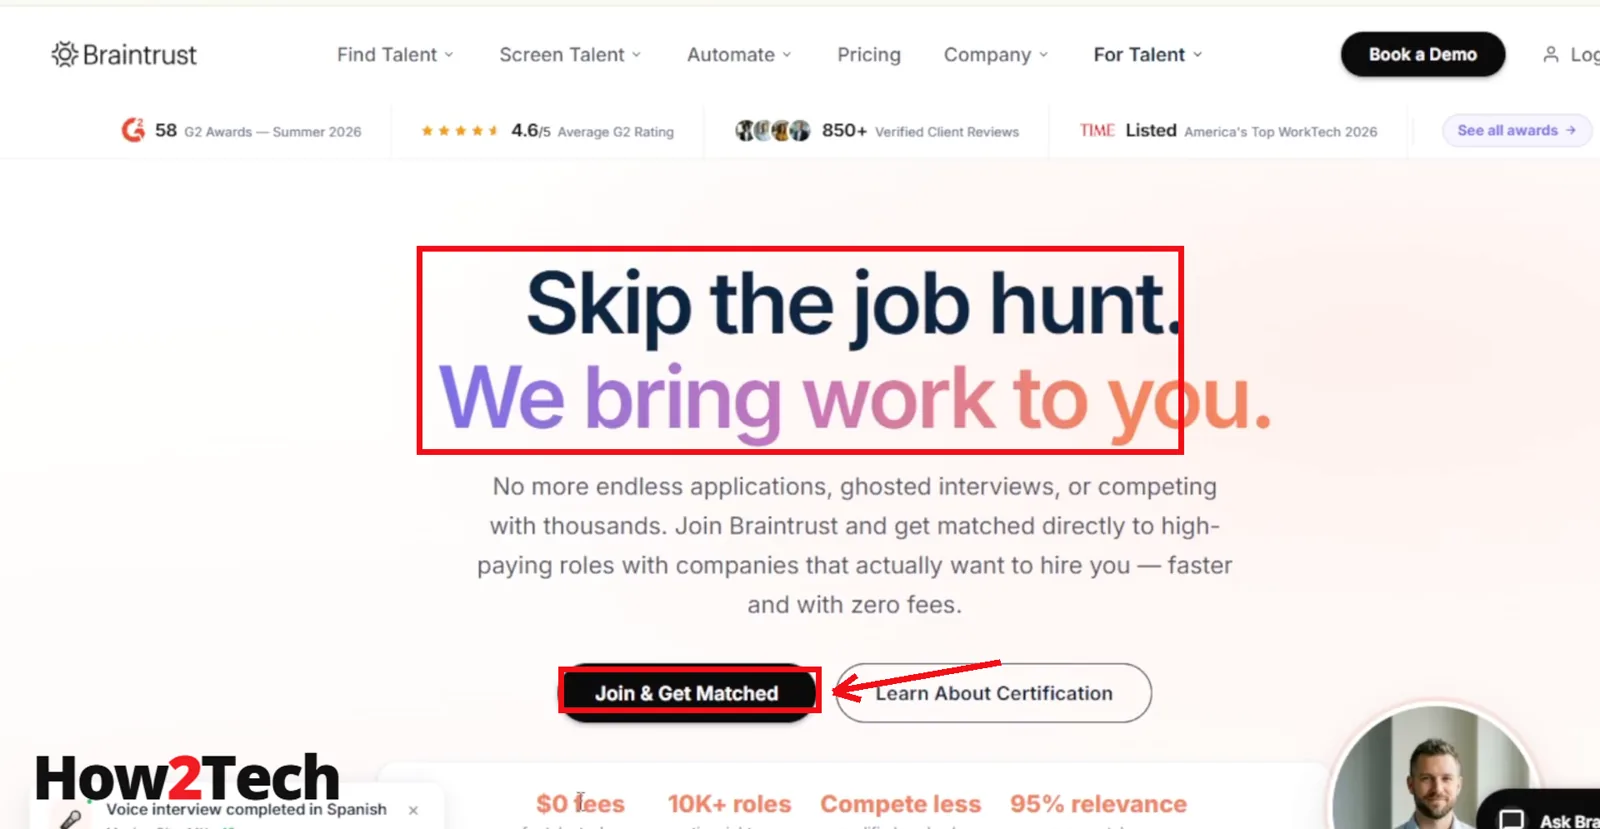 Braintrust
Find Talent
Screen Talent
Automate
Pricing
Company
For Talent
Book a Demo
58 G2 Awards — Summer 2026
4.6/5 Average G2 Rating
850+ Verified Client Reviews
TIME Listed America's Top WorkTech 2026
See all awards →
Skip the job hunt.
We bring work to you.
No more endless applications, ghosted interviews, or competing
with thousands. Join Braintrust and get matched directly to high-
paying roles with companies that actually want to hire you — faster
and with zero fees.
Join & Get Matched
Learn About Certification
How2Tech
Voice interview completed in Spanish
$0 fees
10K+ roles
Compete less
95% relevance
Ask